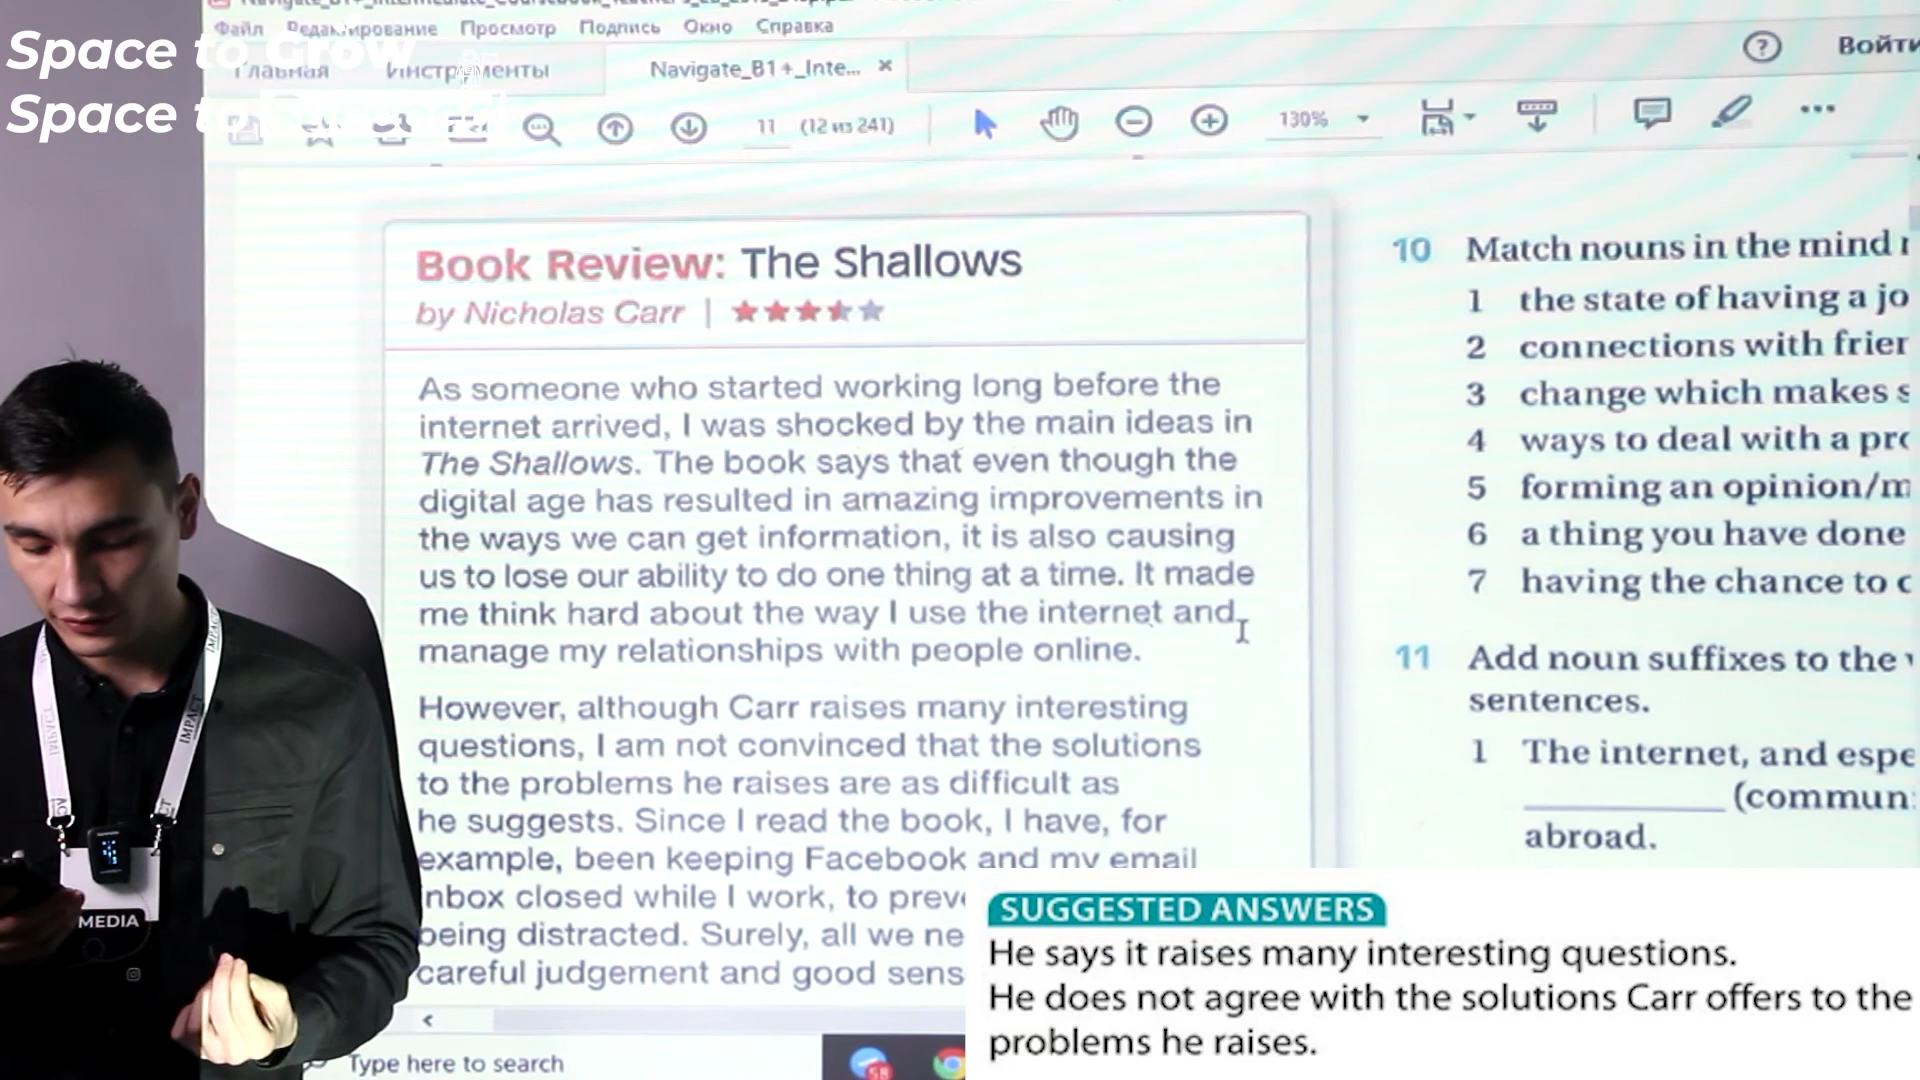 Space to Grow
Space to
Файл Редактирование Просмотр Подпись Окно Справка
Главная Инструменты Navigate_B1+_Inte... ×
Войти
11 (12 из 241) 130%
Book Review: The Shallows
by Nicholas Carr |
As someone who started working long before the
internet arrived, I was shocked by the main ideas in
The Shallows. The book says that even though the
digital age has resulted in amazing improvements in
the ways we can get information, it is also causing
us to lose our ability to do one thing at a time. It made
me think hard about the way I use the internet and
manage my relationships with people online.
However, although Carr raises many interesting
questions, I am not convinced that the solutions
to the problems he raises are as difficult as
he suggests. Since I read the book, I have, for
example, been keeping Facebook and my email
inbox closed while I work, to prev
being distracted. Surely, all we ne
careful judgement and good sens
10 Match nouns in the mind
1 the state of having a jo
2 connections with frien
3 change which makes s
4 ways to deal with a pro
5 forming an opinion/m
6 a thing you have done
7 having the chance to
11 Add noun suffixes to the
sentences.
1 The internet, and espe
(commun
abroad.
SUGGESTED ANSWERS
He says it raises many interesting questions.
He does not agree with the solutions Carr offers to the
problems he raises.
Type here to search
58
IMPACT
MEDIA